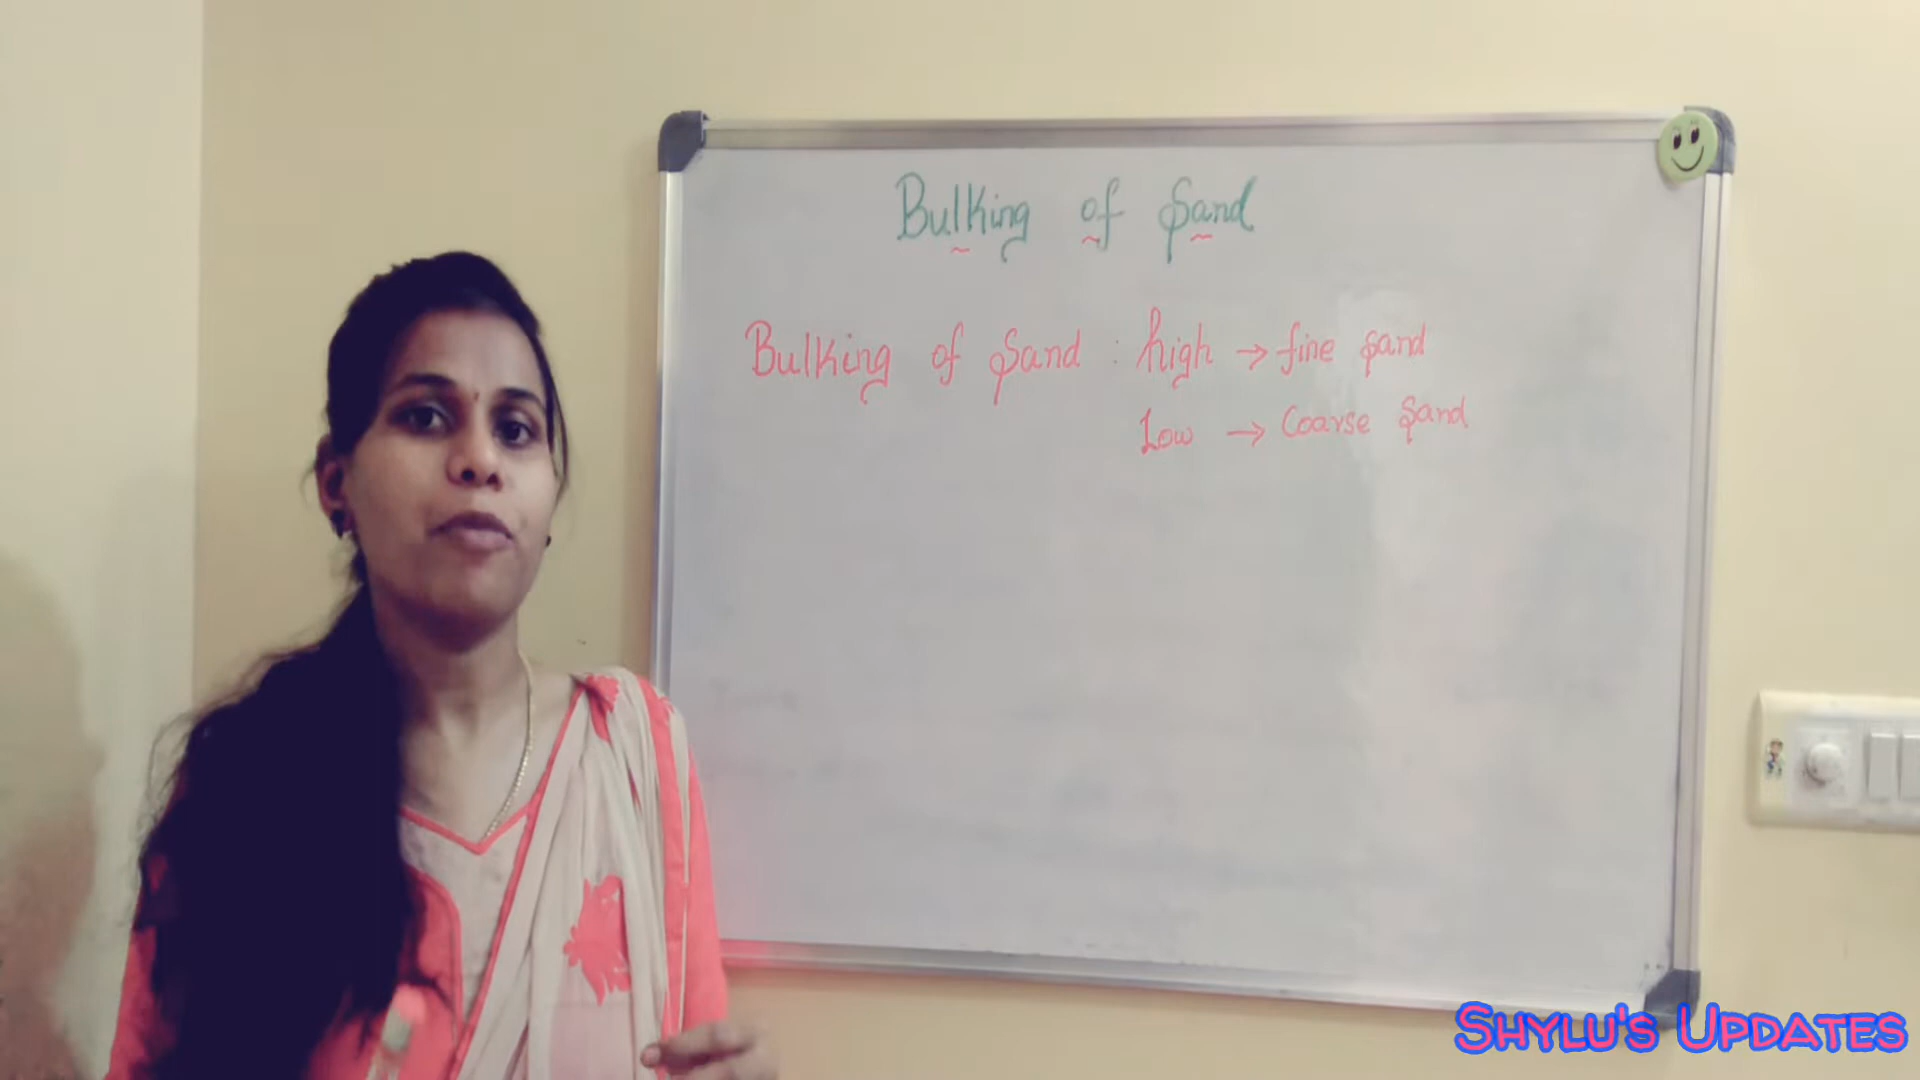 Bulking of Sand
Bulking of Sand : high → fine sand
Low → Coarse Sand
Shylu's Updates